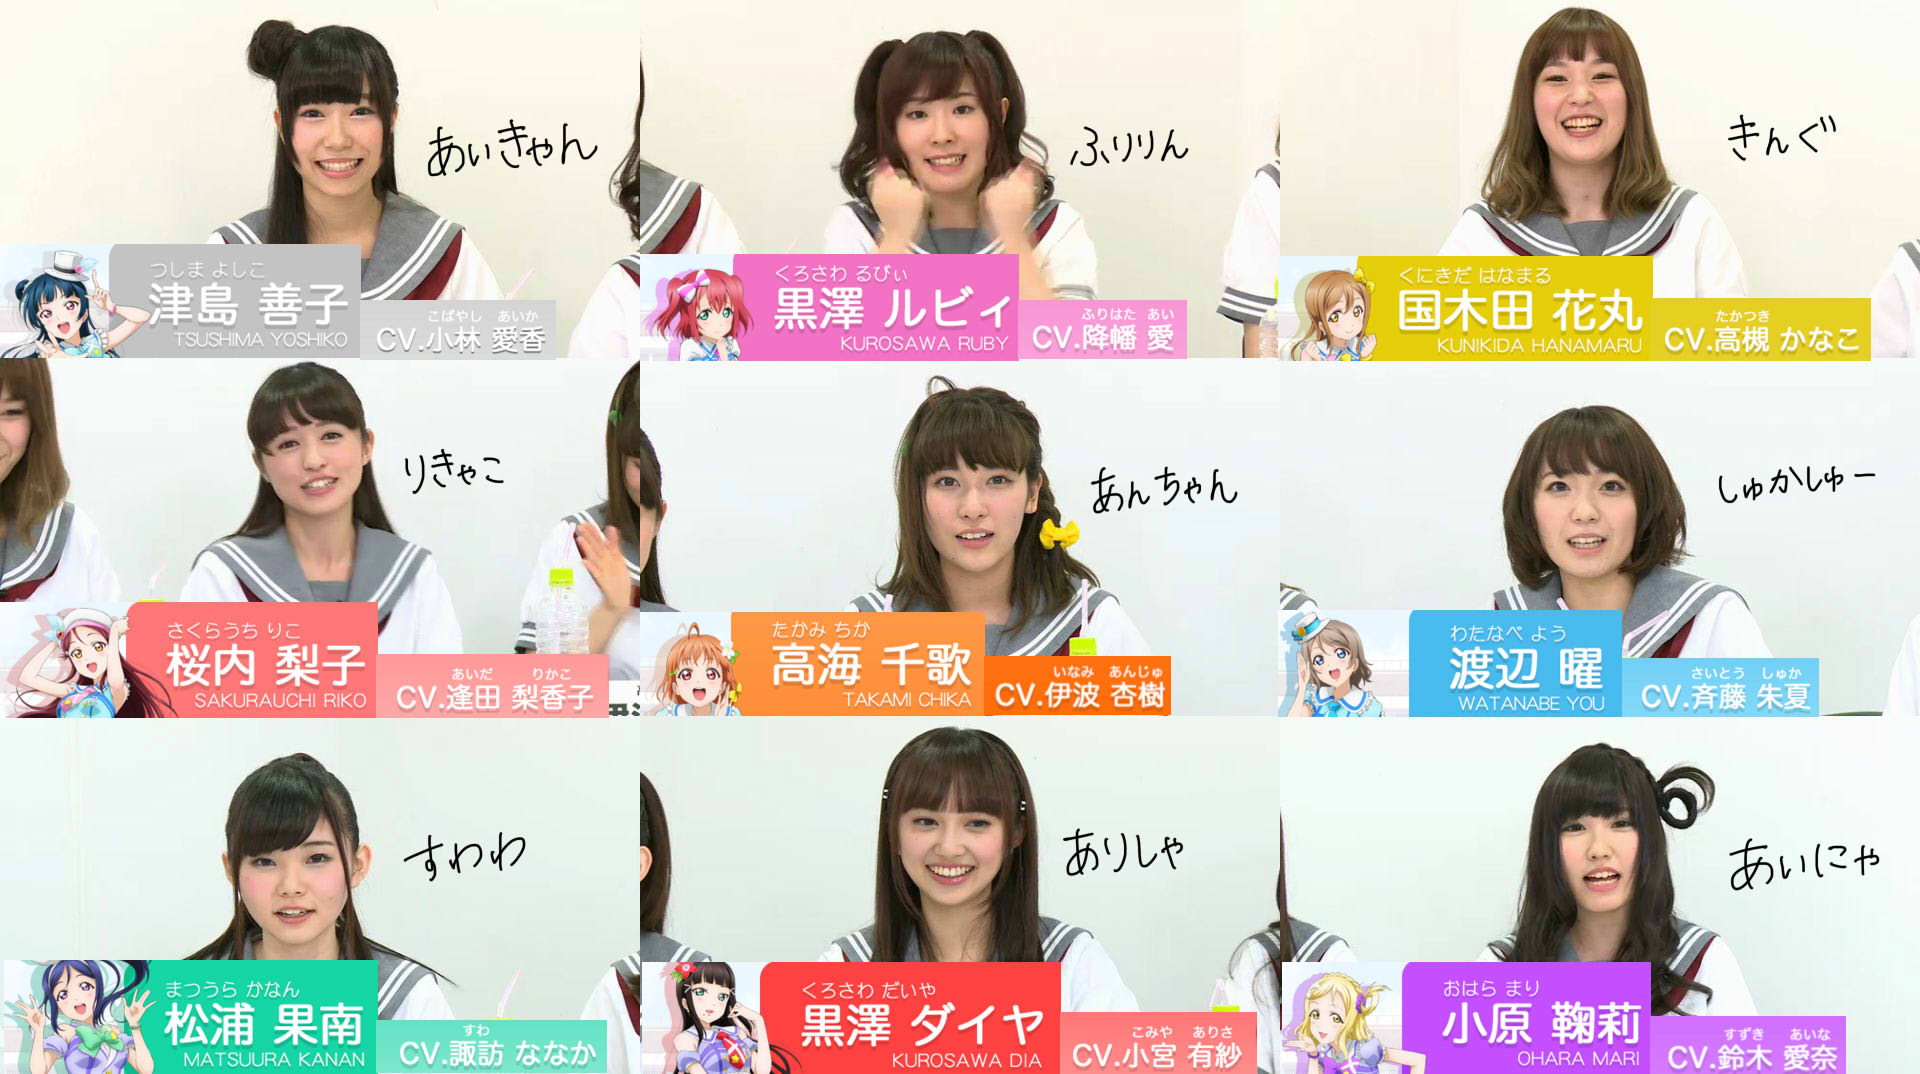 あいきゃん
つしま よしこ
津島 善子
TSUSHIMA YOSHIKO
こばやし あいか
CV.小林 愛香
ふりりん
くろさわ るびぃ
黒澤 ルビィ
KUROSAWA RUBY
ふりはた あい
CV.降幡 愛
きんぐ
くにきだ はなまる
国木田 花丸
KUNIKIDA HANAMARU
たかつき
CV.高槻 かなこ
りきゃこ
さくらうち りこ
桜内 梨子
SAKURAUCHI RIKO
あいだ りかこ
CV.逢田 梨香子
あんちゃん
たかみ ちか
高海 千歌
TAKAMI CHIKA
いなみ あんじゅ
CV.伊波 杏樹
しゅかしゅー
わたなべ よう
渡辺 曜
WATANABE YOU
さいとう しゅか
CV.斉藤 朱夏
すわわ
まつうら かなん
松浦 果南
MATSUURA KANAN
すわ
CV.諏訪 ななか
ありしゃ
くろさわ だいや
黒澤 ダイヤ
KUROSAWA DIA
こみや ありさ
CV.小宮 有紗
あいにゃ
おはら まり
小原 鞠莉
OHARA MARI
すずき あいな
CV.鈴木 愛奈